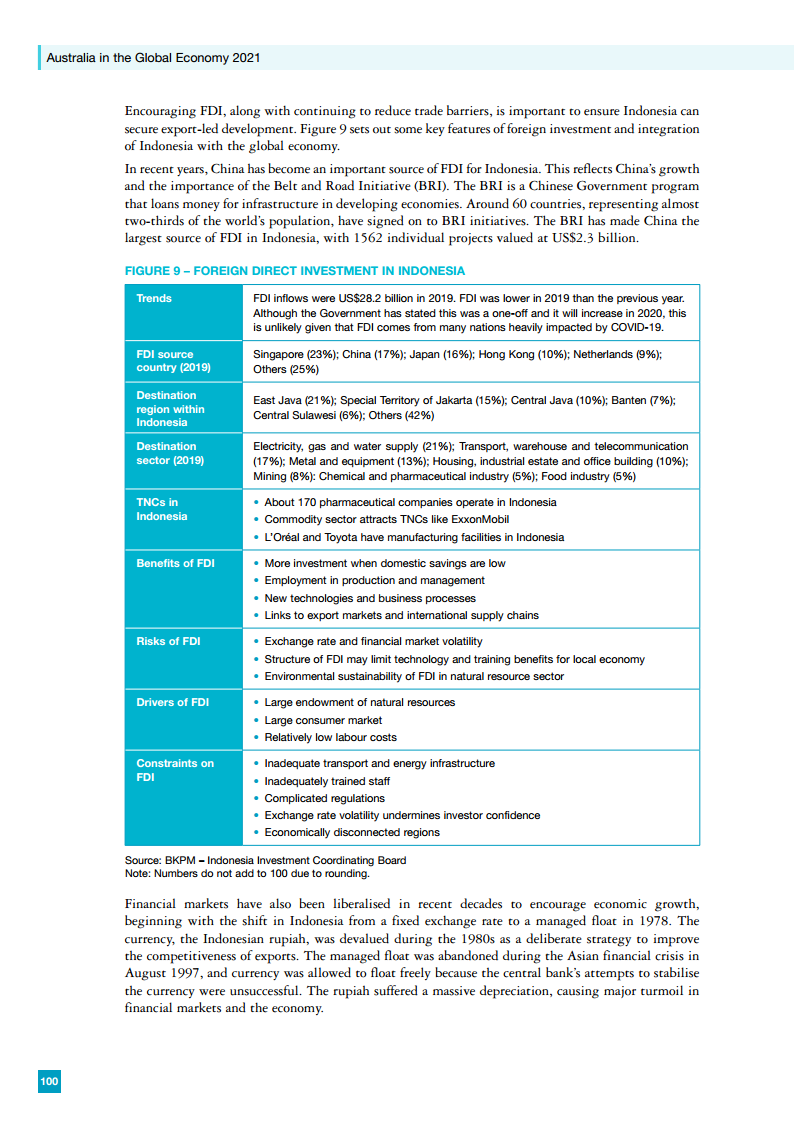 Australia in the Global Economy 2021
Encouraging FDI, along with continuing to reduce trade barriers, is important to ensure Indonesia can
secure export-led development. Figure 9 sets out some key features of foreign investment and integration
of Indonesia with the global economy.
In recent years, China has become an important source of FDI for Indonesia. This reflects China's growth
and the importance of the Belt and Road Initiative (BRI). The BRI is a Chinese Government program
that loans money for infrastructure in developing economies. Around 60 countries, representing almost
two-thirds of the world's population, have signed on to BRI initiatives. The BRI has made China the
largest source of FDI in Indonesia, with 1562 individual projects valued at US$2.3 billion.
FIGURE 9 – FOREIGN DIRECT INVESTMENT IN INDONESIA
Trends
FDI inflows were US$28.2 billion in 2019. FDI was lower in 2019 than the previous year.
Although the Government has stated this was a one-off and it will increase in 2020, this
is unlikely given that FDI comes from many nations heavily impacted by COVID-19.
FDI source
country (2019)
Singapore (23%); China (17%); Japan (16%); Hong Kong (10%); Netherlands (9%);
Others (25%)
Destination
region within
Indonesia
East Java (21%); Special Territory of Jakarta (15%); Central Java (10%); Banten (7%);
Central Sulawesi (6%); Others (42%)
Destination
sector (2019)
Electricity, gas and water supply (21%); Transport, warehouse and telecommunication
(17%); Metal and equipment (13%); Housing, industrial estate and office building (10%);
Mining (8%): Chemical and pharmaceutical industry (5%); Food industry (5%)
TNCs in
Indonesia
• About 170 pharmaceutical companies operate in Indonesia
• Commodity sector attracts TNCs like ExxonMobil
• L'Oréal and Toyota have manufacturing facilities in Indonesia
Benefits of FDI
• More investment when domestic savings are low
• Employment in production and management
• New technologies and business processes
• Links to export markets and international supply chains
Risks of FDI
• Exchange rate and financial market volatility
• Structure of FDI may limit technology and training benefits for local economy
• Environmental sustainability of FDI in natural resource sector
Drivers of FDI
• Large endowment of natural resources
• Large consumer market
• Relatively low labour costs
Constraints on
FDI
• Inadequate transport and energy infrastructure
• Inadequately trained staff
• Complicated regulations
• Exchange rate volatility undermines investor confidence
• Economically disconnected regions
Source: BKPM – Indonesia Investment Coordinating Board
Note: Numbers do not add to 100 due to rounding.
Financial markets have also been liberalised in recent decades to encourage economic growth,
beginning with the shift in Indonesia from a fixed exchange rate to a managed float in 1978. The
currency, the Indonesian rupiah, was devalued during the 1980s as a deliberate strategy to improve
the competitiveness of exports. The managed float was abandoned during the Asian financial crisis in
August 1997, and currency was allowed to float freely because the central bank's attempts to stabilise
the currency were unsuccessful. The rupiah suffered a massive depreciation, causing major turmoil in
financial markets and the economy.
100